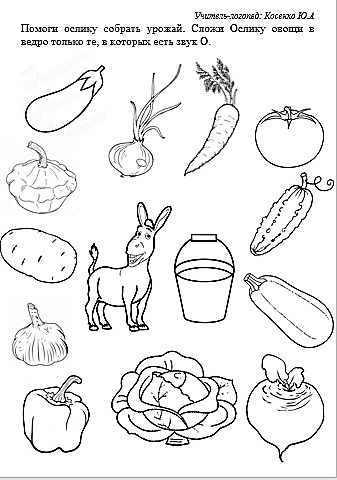 Учитель-логопед: Косенко Ю.А
Помоги ослику собрать урожай. Сложи Ослику овощи в
ведро только те, в которых есть звук О.